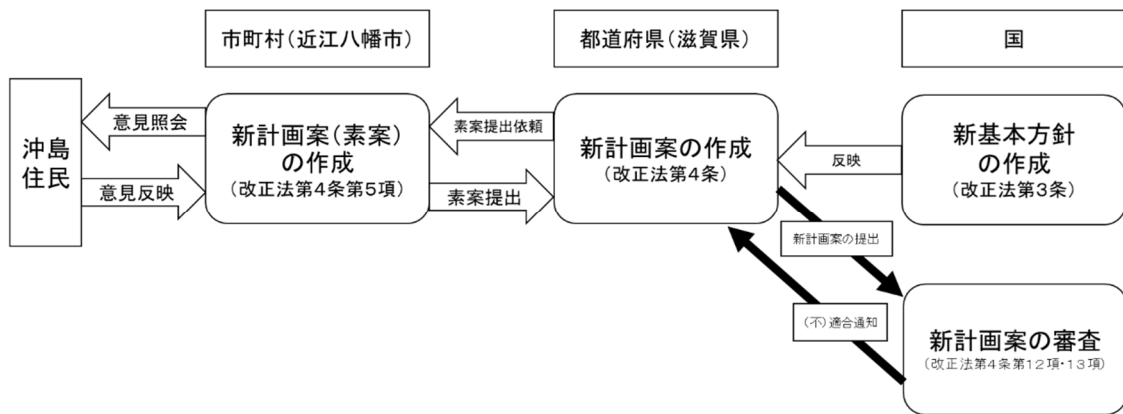 市町村(近江八幡市)
都道府県(滋賀県)
国
沖島
住民
意見照会
意見反映
新計画案(素案)
の作成
(改正法第4条第5項)
素案提出依頼
素案提出
新計画案の作成
(改正法第4条)
反映
新基本方針
の作成
(改正法第3条)
新計画案の提出
(不)適合通知
新計画案の審査
(改正法第4条第12項・13項)